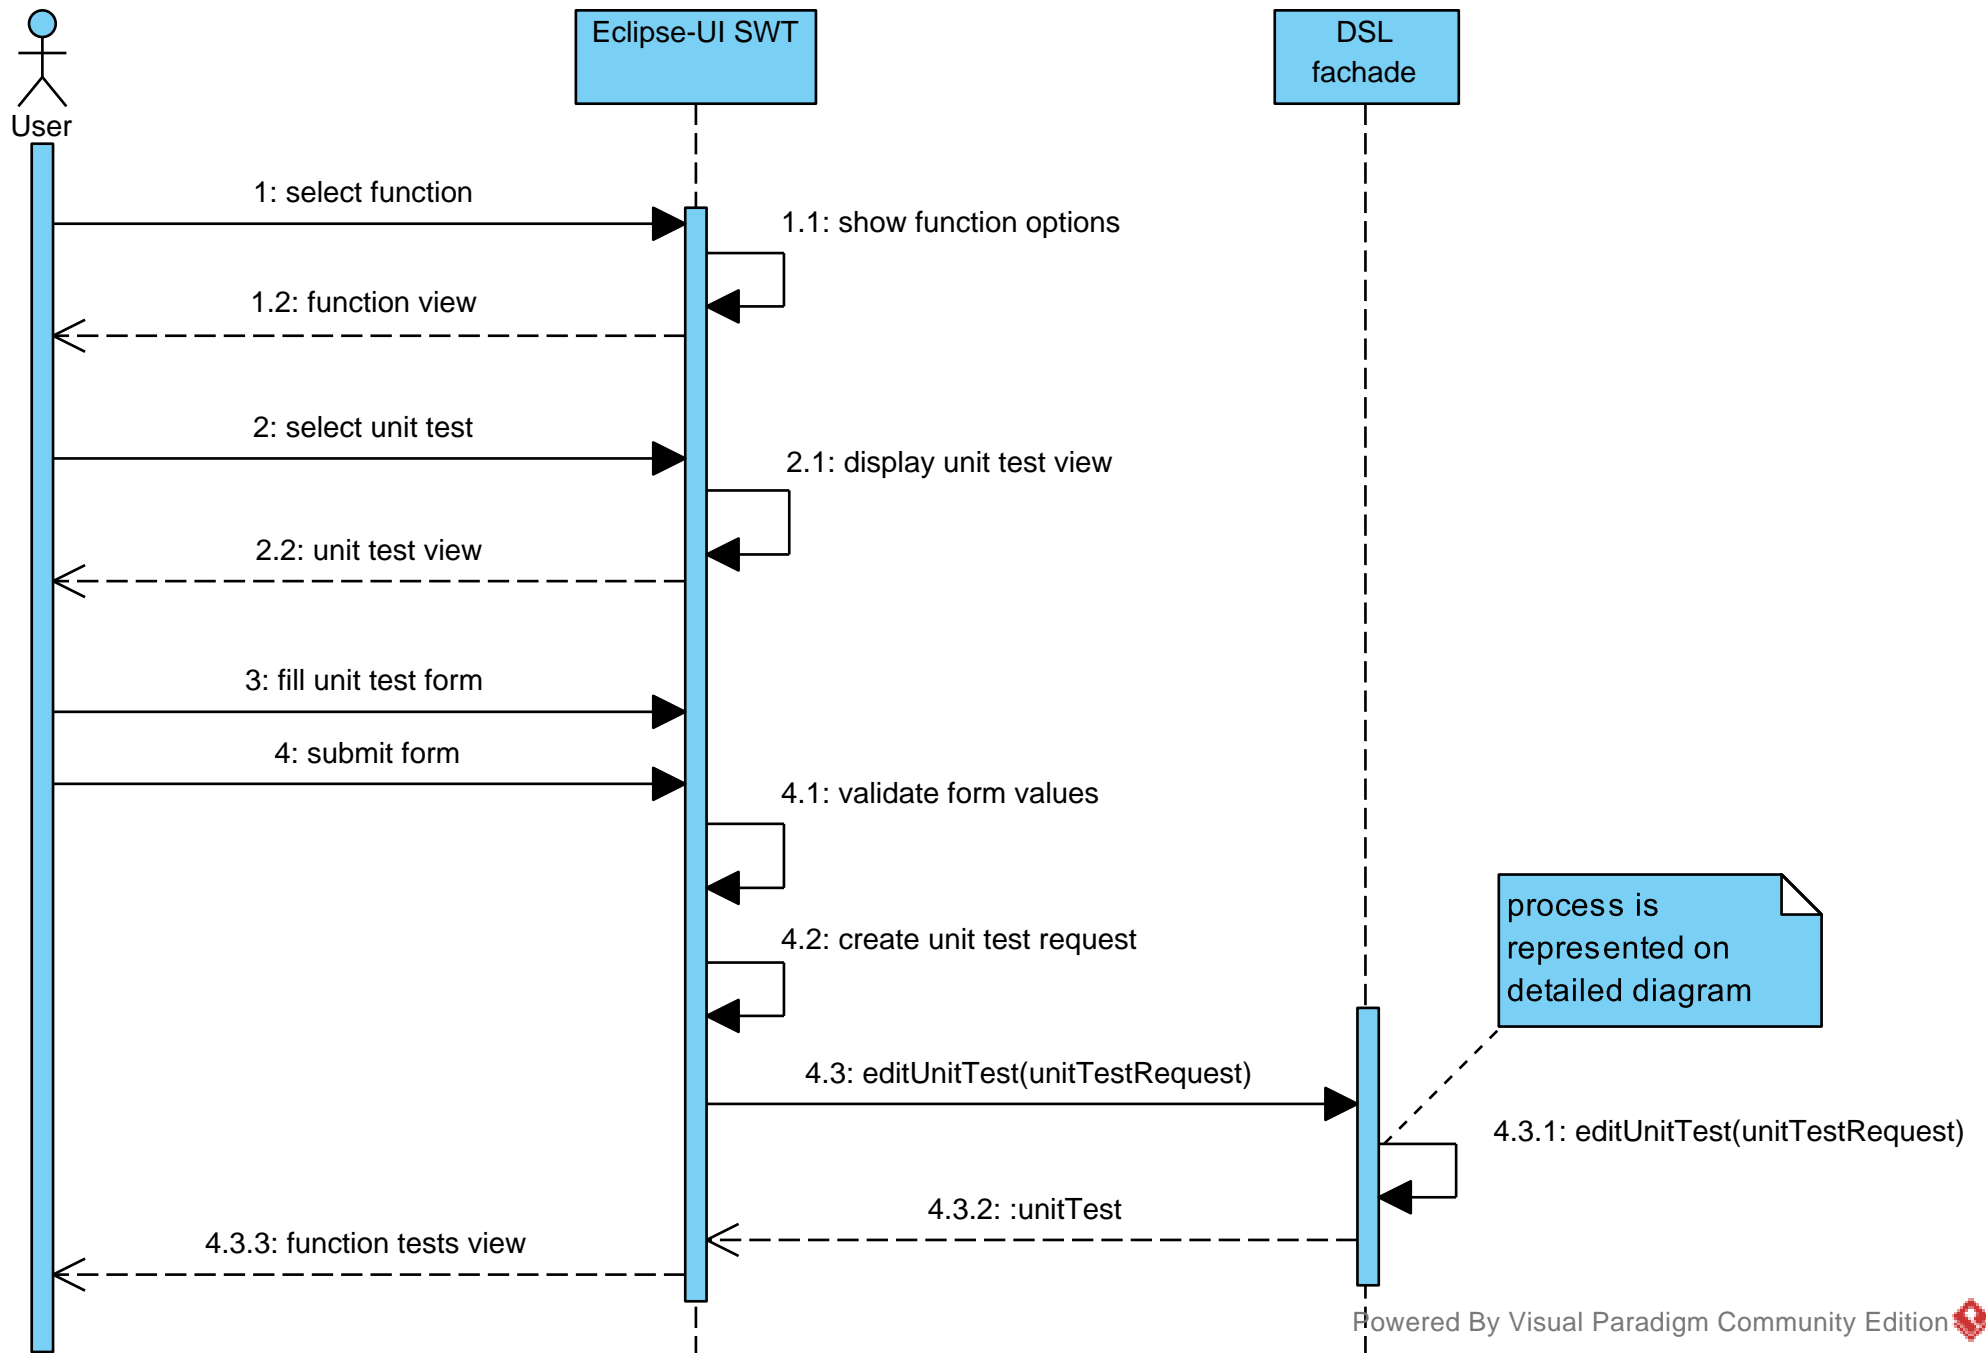 Eclipse-UI SWT
DSL
fachade
User
1: select function
1.1: show function options
1.2: function view
2: select unit test
2.1: display unit test view
2.2: unit test view
3: fill unit test form
4: submit form
4.1: validate form values
process is
represented on
detailed diagram
4.2: create unit test request
4.3: editUnitTest(unitTestRequest)
4.3.1: editUnitTest(unitTestRequest)
4.3.2: :unitTest
4.3.3: function tests view
Powered By Visual Paradigm Community Edition